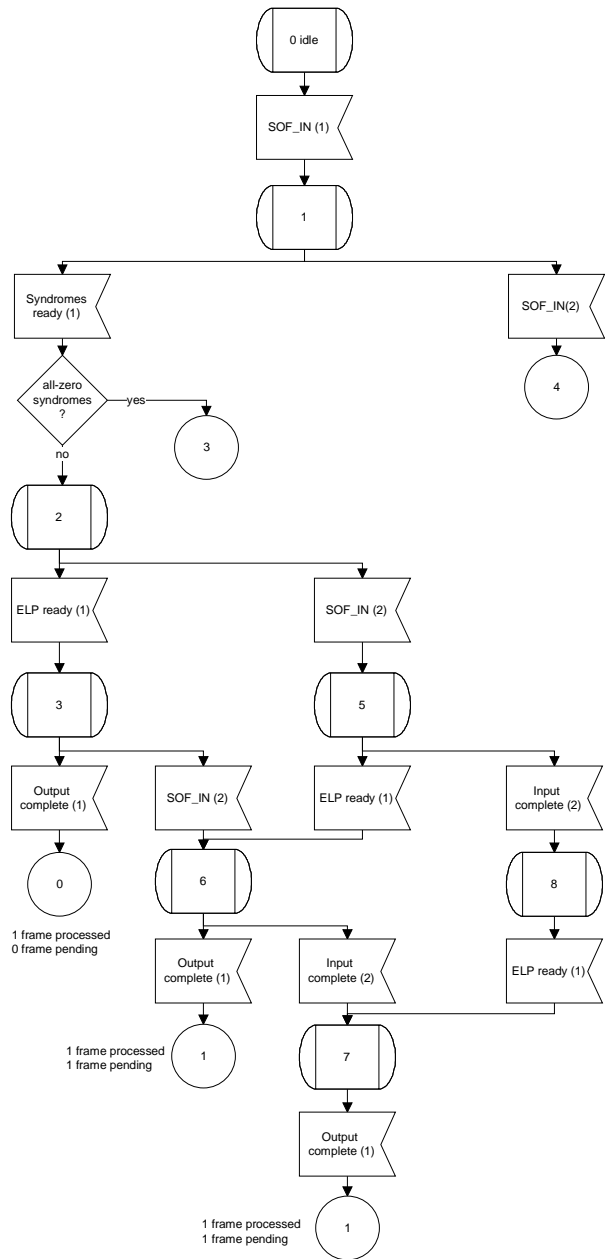 0 idle
SOF_IN (1)
1
Syndromes
ready (1)
SOF_IN(2)
all-zero
syndromes
?
yes
3
4
no
2
ELP ready (1)
SOF_IN (2)
3
5
Output
complete (1)
SOF_IN (2)
ELP ready (1)
Input
complete (2)
0
6
8
1 frame processed
0 frame pending
Output
complete (1)
Input
complete (2)
ELP ready (1)
1 frame processed
1 frame pending
1
7
Output
complete (1)
1 frame processed
1 frame pending
1